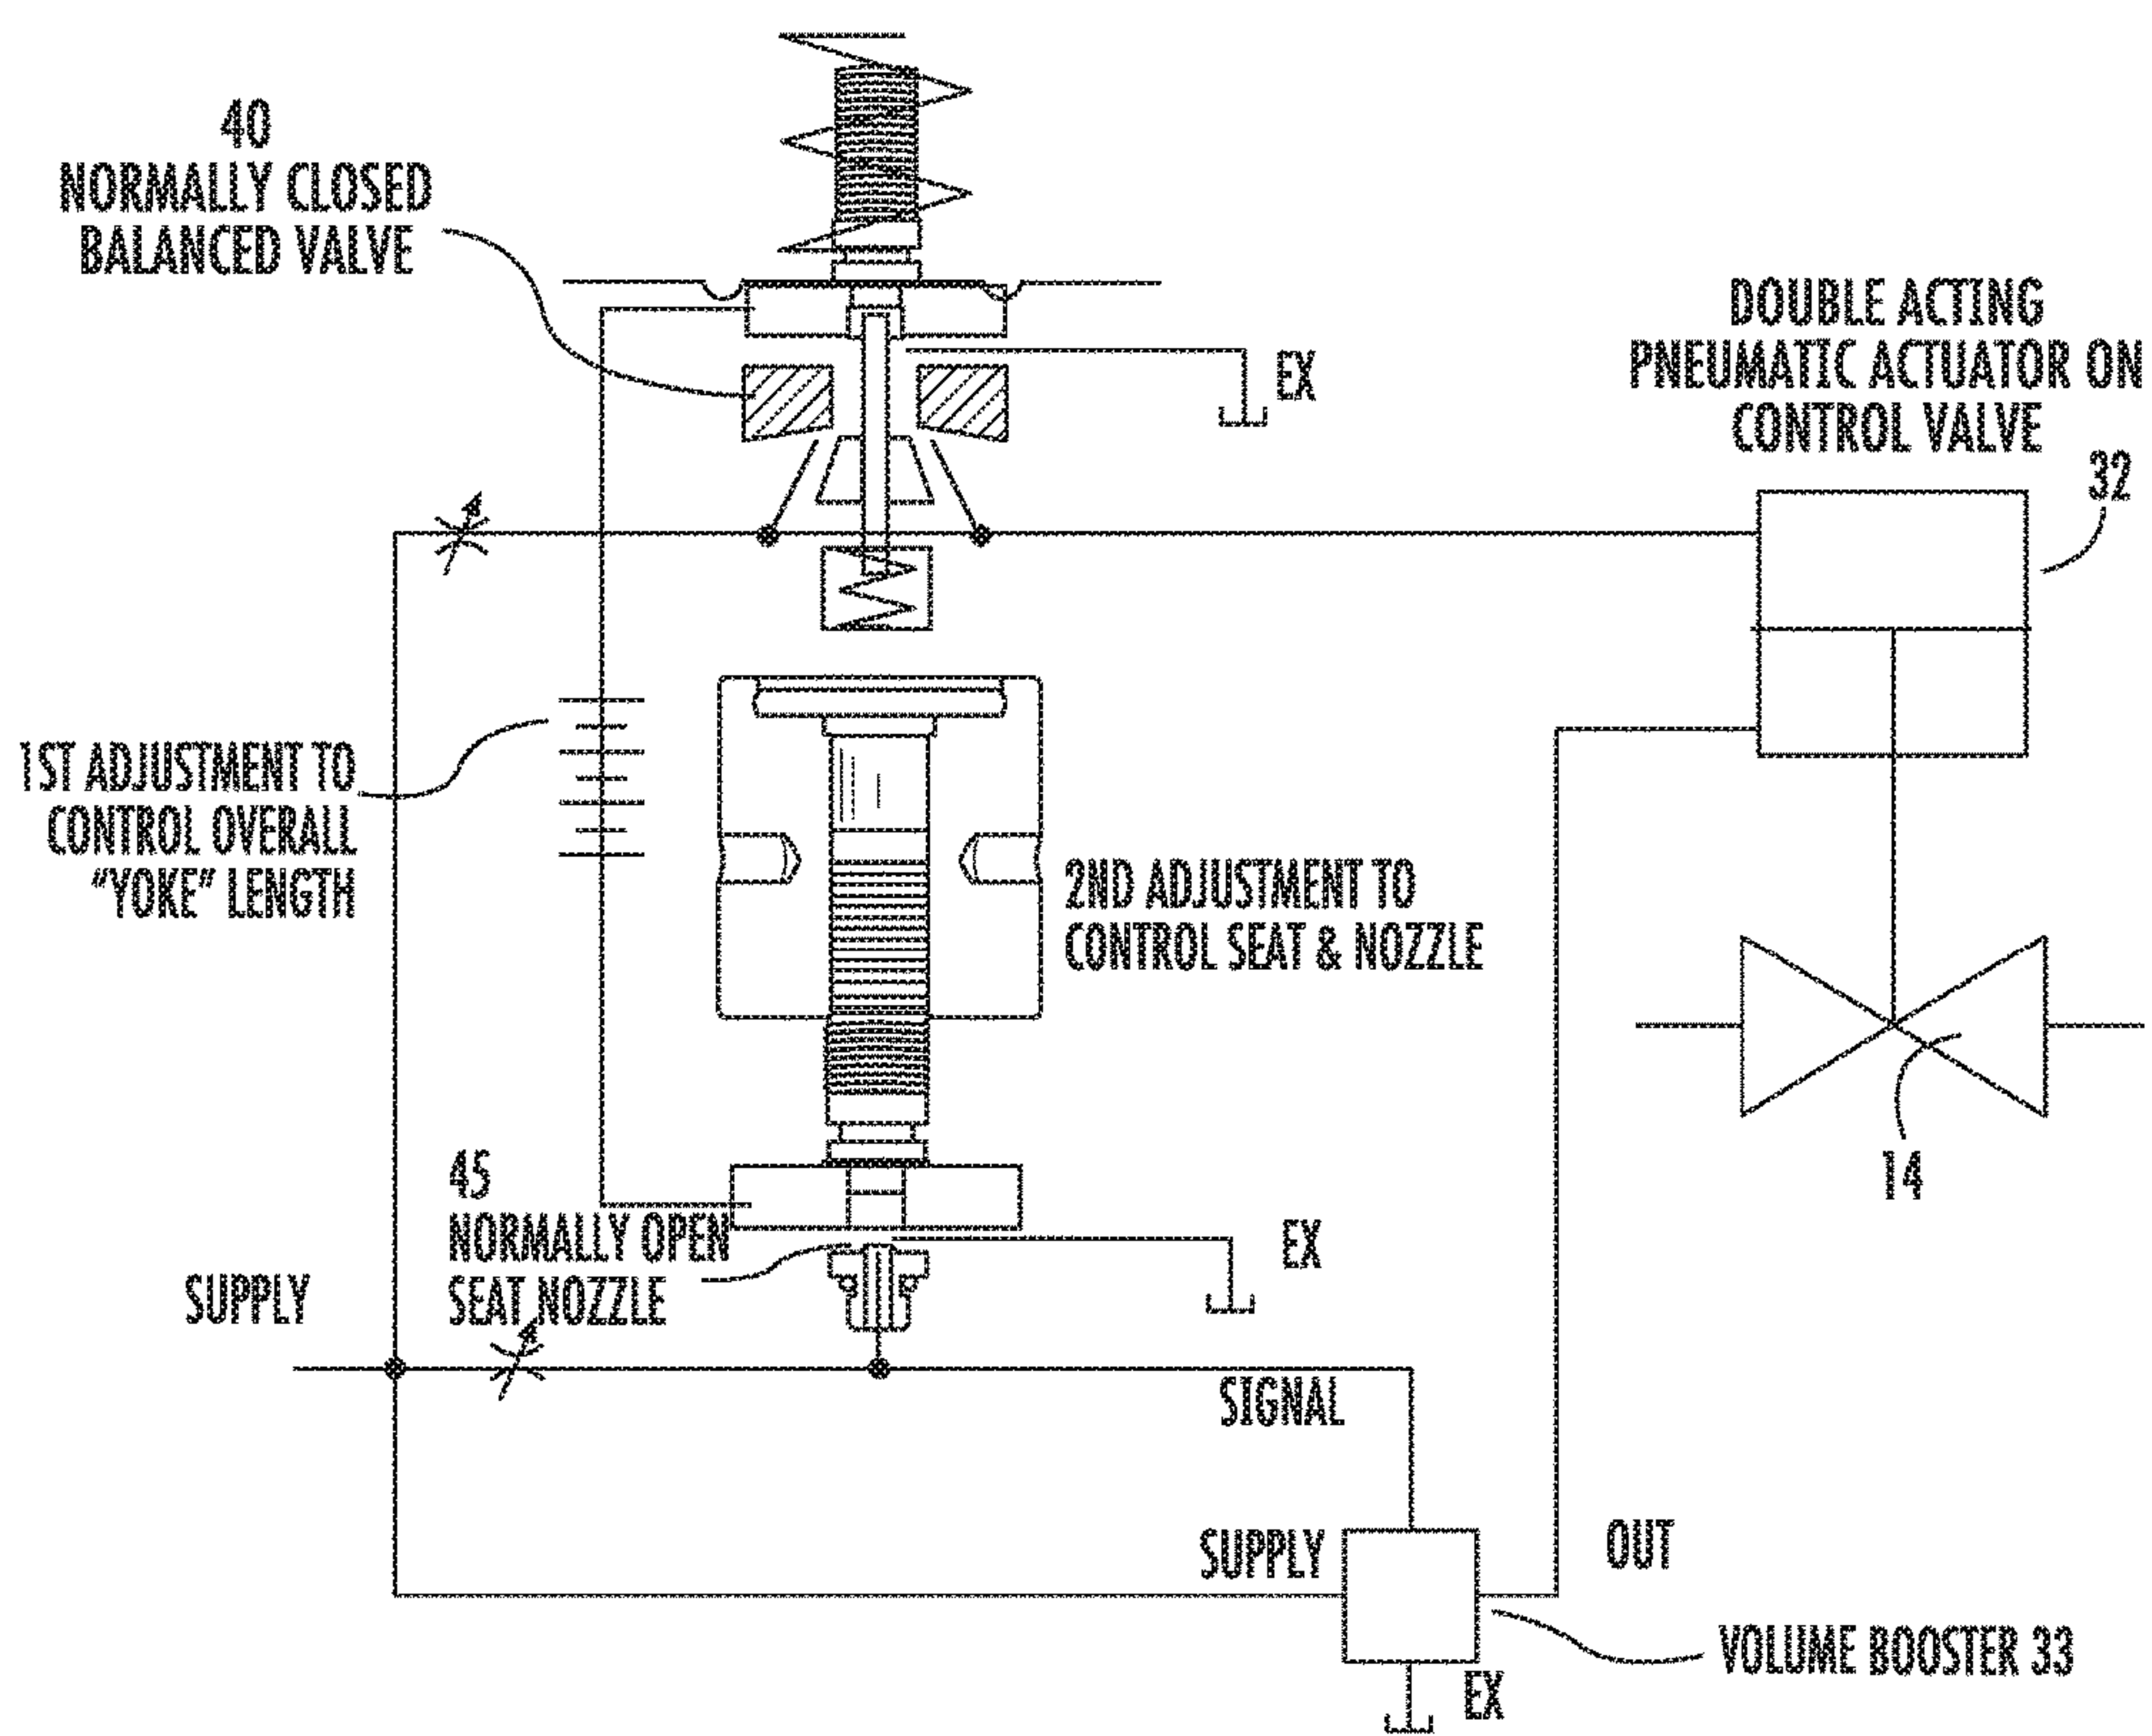 40
NORMALLY CLOSED
BALANCED VALVE
EX
DOUBLE ACTING
PNEUMATIC ACTUATOR ON
CONTROL VALVE
32
1ST ADJUSTMENT TO
CONTROL OVERALL
"YOKE" LENGTH
2ND ADJUSTMENT TO
CONTROL SEAT & NOZZLE
14
45
NORMALLY OPEN
SEAT NOZZLE
EX
SUPPLY
SIGNAL
SUPPLY
OUT
VOLUME BOOSTER 33
EX